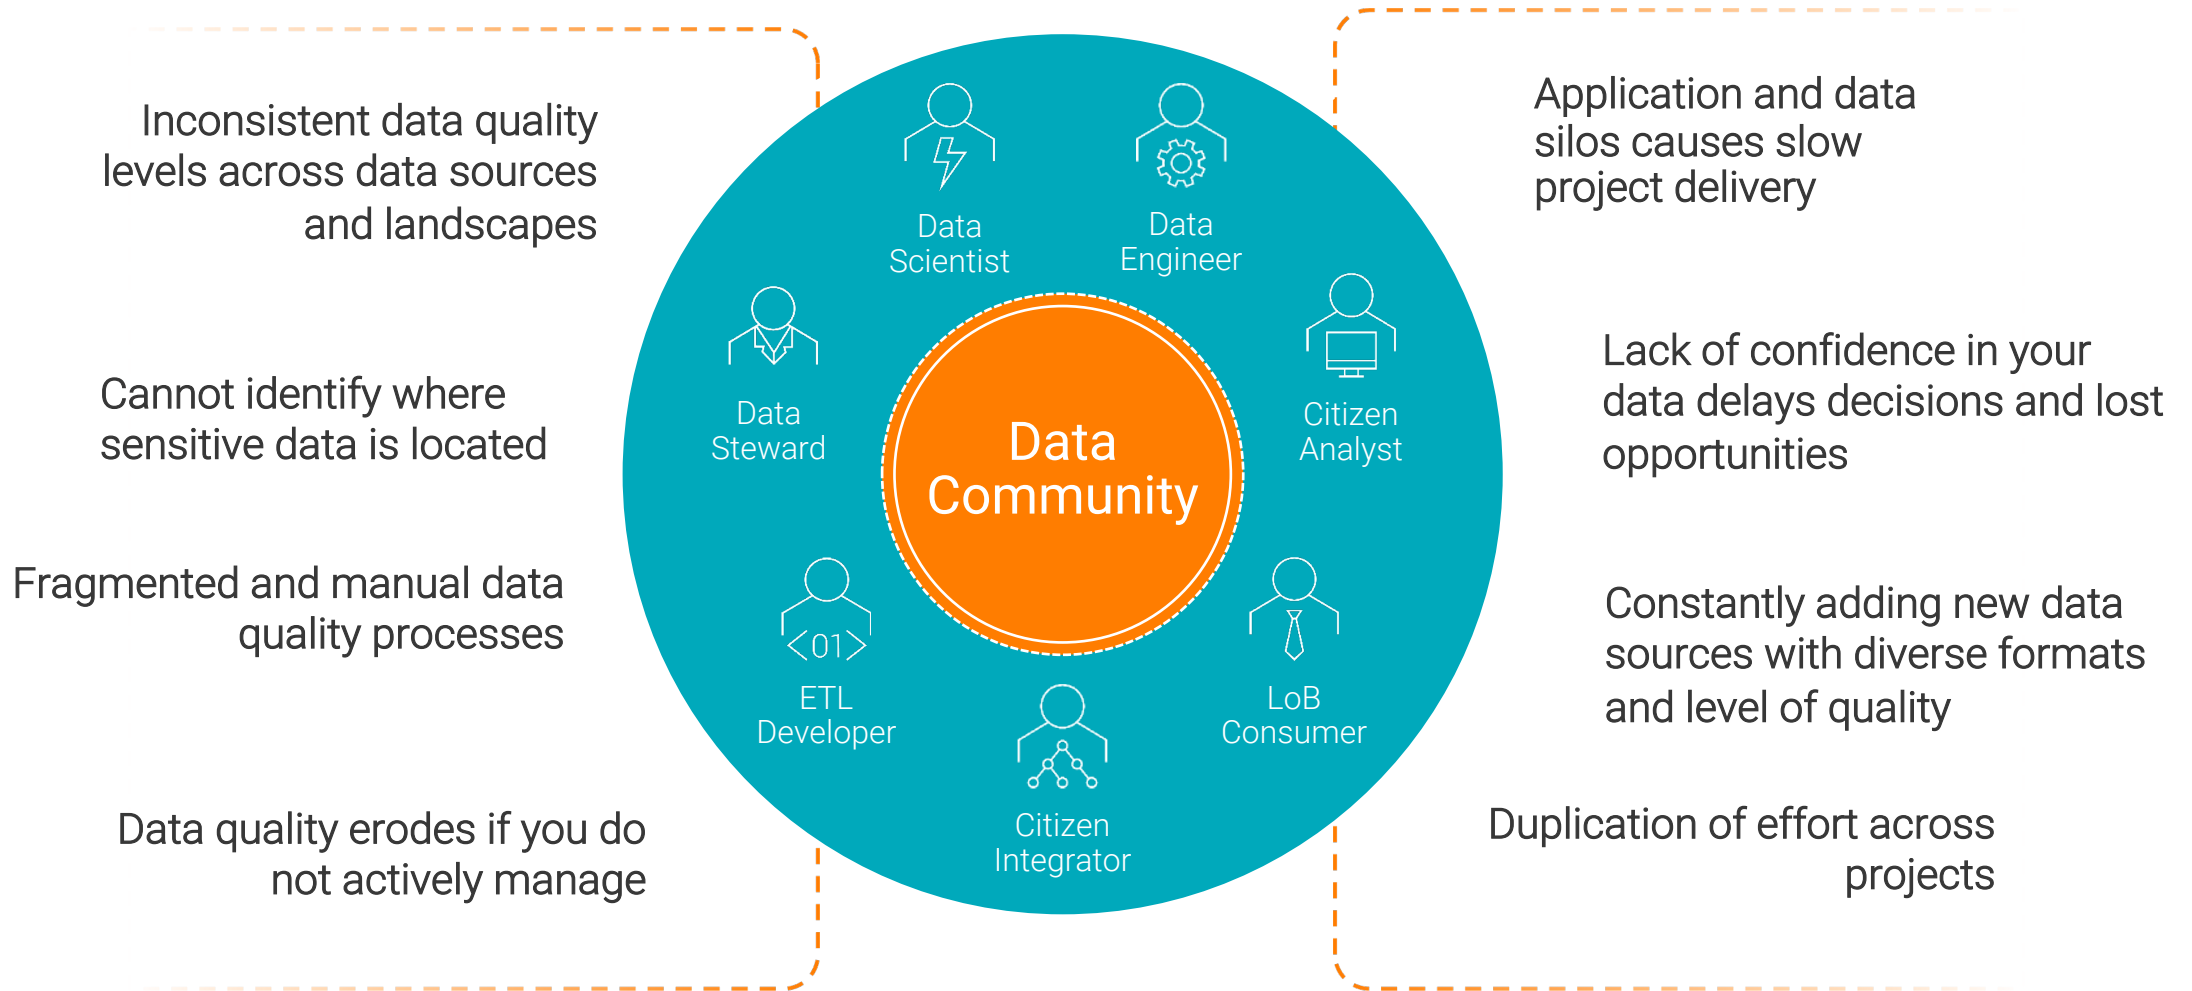 Inconsistent data quality
levels across data sources
and landscapes
Cannot identify where
sensitive data is located
Fragmented and manual data
quality processes
Data quality erodes if you do
not actively manage
Data
Scientist
Data
Engineer
Data
Steward
Citizen
Analyst
Data
Community
<01>
ETL
Developer
LoB
Consumer
Citizen
Integrator
Application and data
silos causes slow
project delivery
Lack of confidence in your
data delays decisions and lost
opportunities
Constantly adding new data
sources with diverse formats
and level of quality
Duplication of effort across
projects